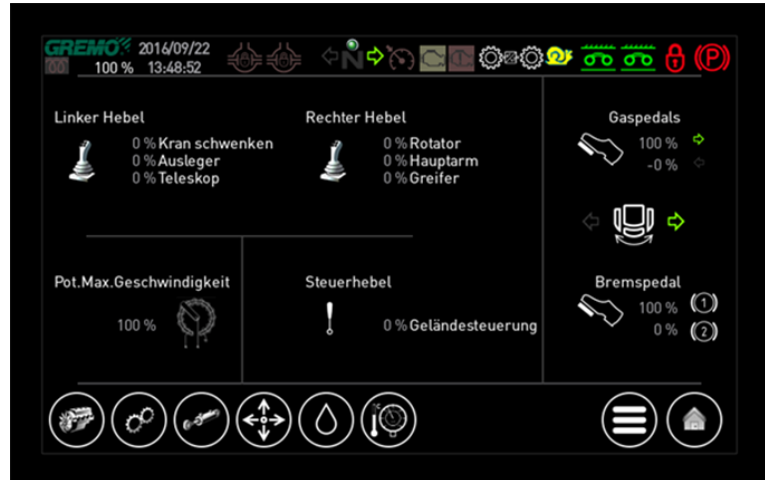 GREMO 2016/09/22
100 % 13:48:52
N
P
Linker Hebel
0 % Kran schwenken
0 % Ausleger
0 % Teleskop
Rechter Hebel
0 % Rotator
0 % Hauptarm
0 % Greifer
Gaspedals
100 %
-0 %
Pot.Max.Geschwindigkeit
100 %
Steuerhebel
0 % Geländesteuerung
Bremspedal
100 % (1)
0 % (2)
°C